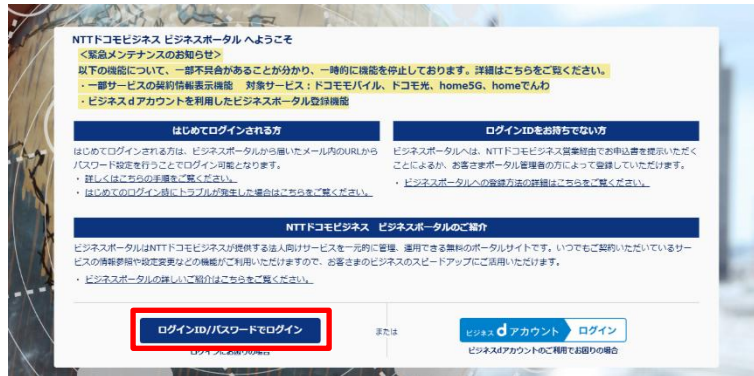 NTTドコモビジネス ビジネスポータル へようこそ
＜緊急メンテナンスのお知らせ＞
以下の機能について、一部不具合があることが分かり、一時的に機能を停止しております。詳細はこちらをご覧ください。
・一部サービスの契約情報表示機能　対象サービス：ドコモモバイル、ドコモ光、home5G、homeでんわ
・ビジネスdアカウントを利用したビジネスポータル登録機能
はじめてログインされる方
はじめてログインされる方は、ビジネスポータルから届いたメール内のURLから
パスワード設定を行うことでログイン可能となります。
・ 詳しくはこちらの手順をご覧ください。
・ はじめてのログイン時にトラブルが発生した場合はこちらをご覧ください。
ログインIDをお持ちでない方
ビジネスポータルへは、NTTドコモビジネス営業経由でお申込書を提示いただく
ことによるか、お客さまポータル管理者の方によって登録していただけます。
・ ビジネスポータルへの登録方法の詳細はこちらをご覧ください。
NTTドコモビジネス　ビジネスポータルのご紹介
ビジネスポータルはNTTドコモビジネスが提供する法人向けサービスを一元的に管理、運用できる無料のポータルサイトです。いつでもご契約いただいているサー
ビスの情報参照や設定変更などの機能がご利用いただけますので、お客さまのビジネスのスピードアップにご活用いただけます。
・ ビジネスポータルの詳しいご紹介はこちらをご覧ください。
ログインID/パスワードでログイン
または
ビジネス dアカウント ログイン
ログインにお困りの場合
ビジネスdアカウントのご利用でお困りの場合